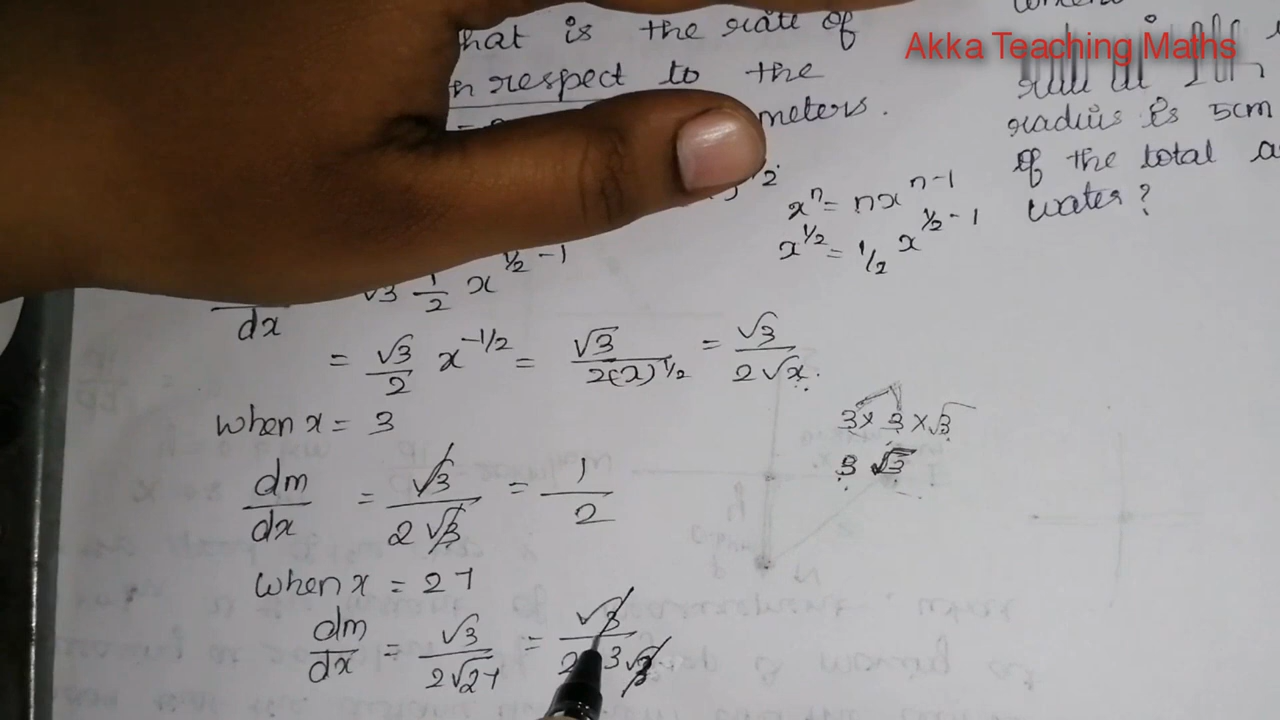 Akka Teaching Maths
hat is the rate of
h respect to the
meters.
radius is 5cm
of the total a
water?
xⁿ = nx^(n-1)
x^(1/2) = 1/2 x^(1/2 - 1)
dx √3 1/2 x^(1/2 - 1)
= √3/2 x^(-1/2) = √3/(2(x)^(1/2)) = √3/(2√x).
when x = 3
3 × 3 × √3
3 √3
dm/dx = √3/(2√3) = 1/2
when x = 27
dm/dx = √3/(2√27) = √3/(2 3√3)